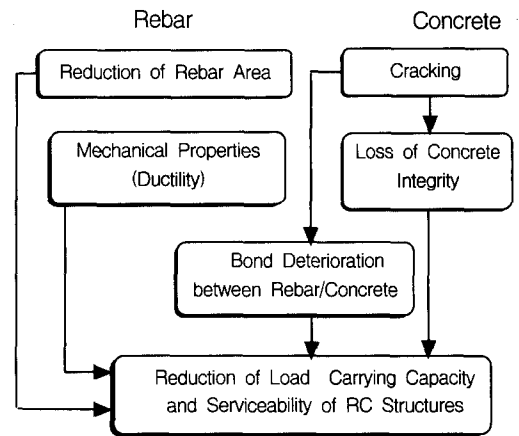 Rebar
Concrete
Reduction of Rebar Area
Cracking
Mechanical Properties
(Ductility)
Loss of Concrete
Integrity
Bond Deterioration
between Rebar/Concrete
Reduction of Load Carrying Capacity
and Serviceability of RC Structures